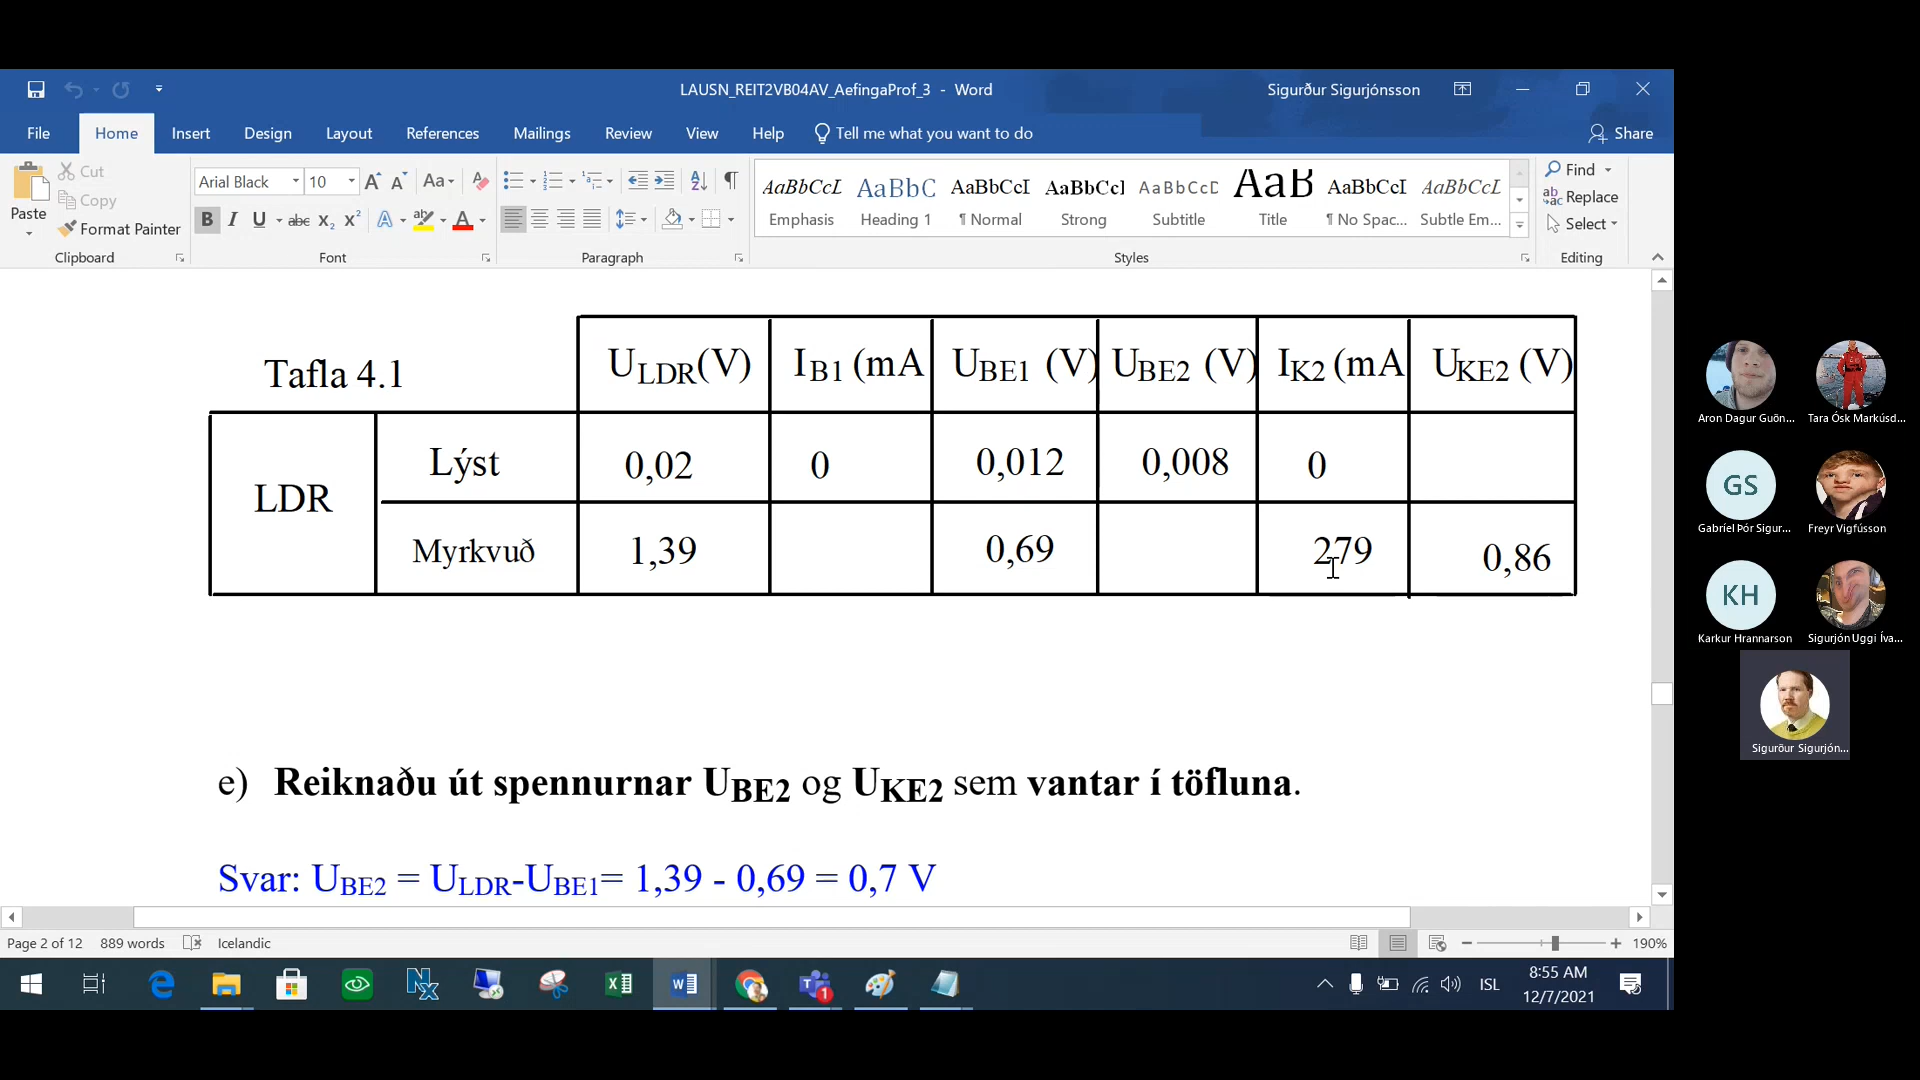 LAUSN_REIT2VB04AV_AefingaProf_3 - Word
Sigurður Sigurjónsson
File Home Insert Design Layout References Mailings Review View Help Tell me what you want to do Share
Paste
Cut
Copy
Format Painter
Clipboard
Arial Black 10
Font
Paragraph
AaBbCcL AaBbC AaBbCcI AaBbCcI AaBbCcD AaB AaBbCcI AaBbCcL
Emphasis Heading 1 ¶ Normal Strong Subtitle Title ¶ No Spac... Subtle Em...
Styles
Find
Replace
Select
Editing
Tafla 4.1 ULDR(V) IB1 (mA UBE1 (V) UBE2 (V) IK2 (mA UKE2 (V)
LDR
Lýst 0,02 0 0,012 0,008 0
Myrkvuð 1,39 0,69 279 0,86
e) Reiknaðu út spennurnar UBE2 og UKE2 sem vantar í töfluna.
Svar: UBE2 = ULDR-UBE1= 1,39 - 0,69 = 0,7 V
Page 2 of 12 889 words Icelandic 190%
ISL
8:55 AM
12/7/2021
Aron Dagur Guðn... Tara Ósk Markúsd...
GS
Gabríel Þór Sigur... Freyr Vigfússon
KH
Karkur Hrannarson Sigurjón Uggi Íva...
Sigurður Sigurjón...